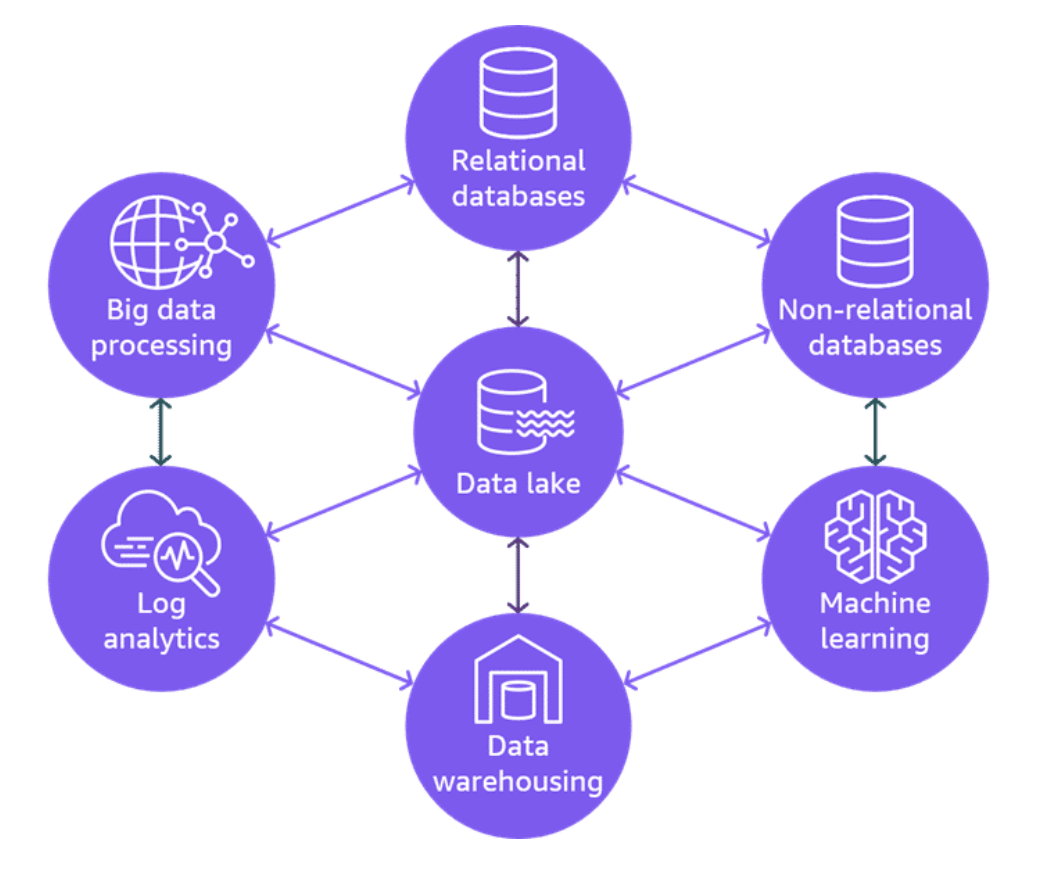 Relational
databases
Big data
processing
Non-relational
databases
Data lake
Log
analytics
Machine
learning
Data
warehousing